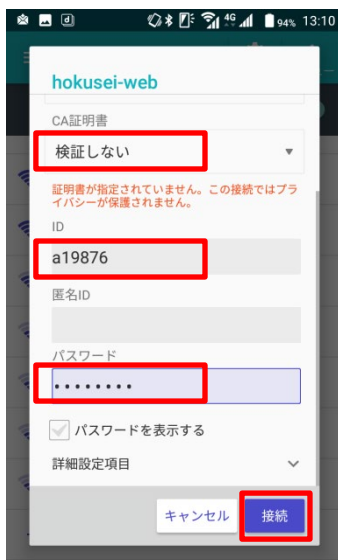 94% 13:10
4G
hokusei-web
CA証明書
検証しない
証明書が指定されていません。この接続ではプラ
イバシーが保護されません。
ID
a19876
匿名ID
パスワード
••••••••
パスワードを表示する
詳細設定項目
キャンセル 接続